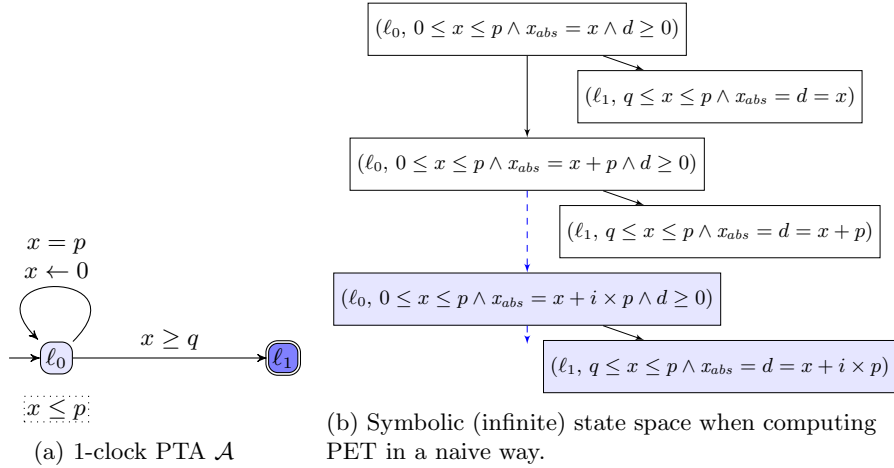 (ℓ₀, 0 ≤ x ≤ p ∧ x_abs = x ∧ d ≥ 0)
(ℓ₁, q ≤ x ≤ p ∧ x_abs = d = x)
(ℓ₀, 0 ≤ x ≤ p ∧ x_abs = x + p ∧ d ≥ 0)
(ℓ₁, q ≤ x ≤ p ∧ x_abs = d = x + p)
(ℓ₀, 0 ≤ x ≤ p ∧ x_abs = x + i × p ∧ d ≥ 0)
(ℓ₁, q ≤ x ≤ p ∧ x_abs = d = x + i × p)
x = p
x ← 0
x ≥ q
ℓ₀
ℓ₁
x ≤ p
(a) 1-clock PTA 𝒜
(b) Symbolic (infinite) state space when computing
PET in a naive way.